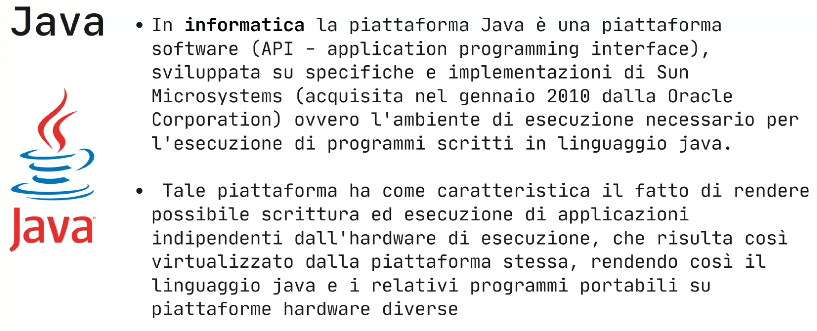 Java
• In informatica la piattaforma Java è una piattaforma
software (API - application programming interface),
sviluppata su specifiche e implementazioni di Sun
Microsystems (acquisita nel gennaio 2010 dalla Oracle
Corporation) ovvero l'ambiente di esecuzione necessario per
l'esecuzione di programmi scritti in linguaggio java.
• Tale piattaforma ha come caratteristica il fatto di rendere
possibile scrittura ed esecuzione di applicazioni
indipendenti dall'hardware di esecuzione, che risulta così
virtualizzato dalla piattaforma stessa, rendendo così il
linguaggio java e i relativi programmi portabili su
piattaforme hardware diverse
Java